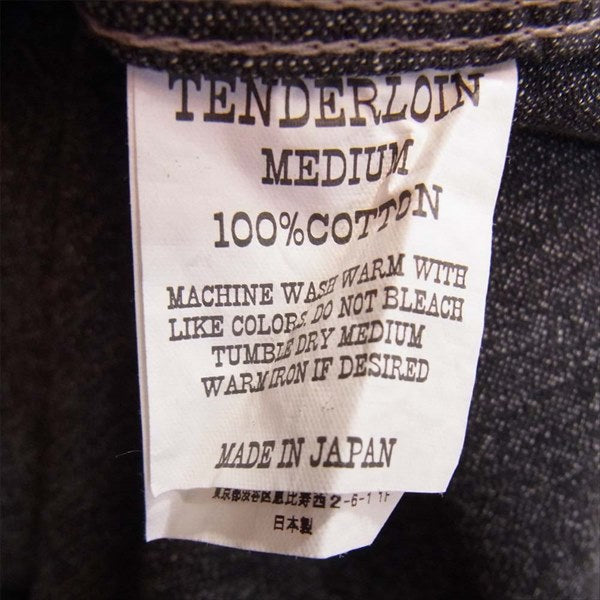 TENDERLOIN
MEDIUM
100%COTTON
MACHINE WASH WARM WITH
LIKE COLORS. DO NOT BLEACH
TUMBLE DRY MEDIUM
WARM IRON IF DESIRED
MADE IN JAPAN
東京都渋谷区恵比寿西2-6-1 1F
日本製